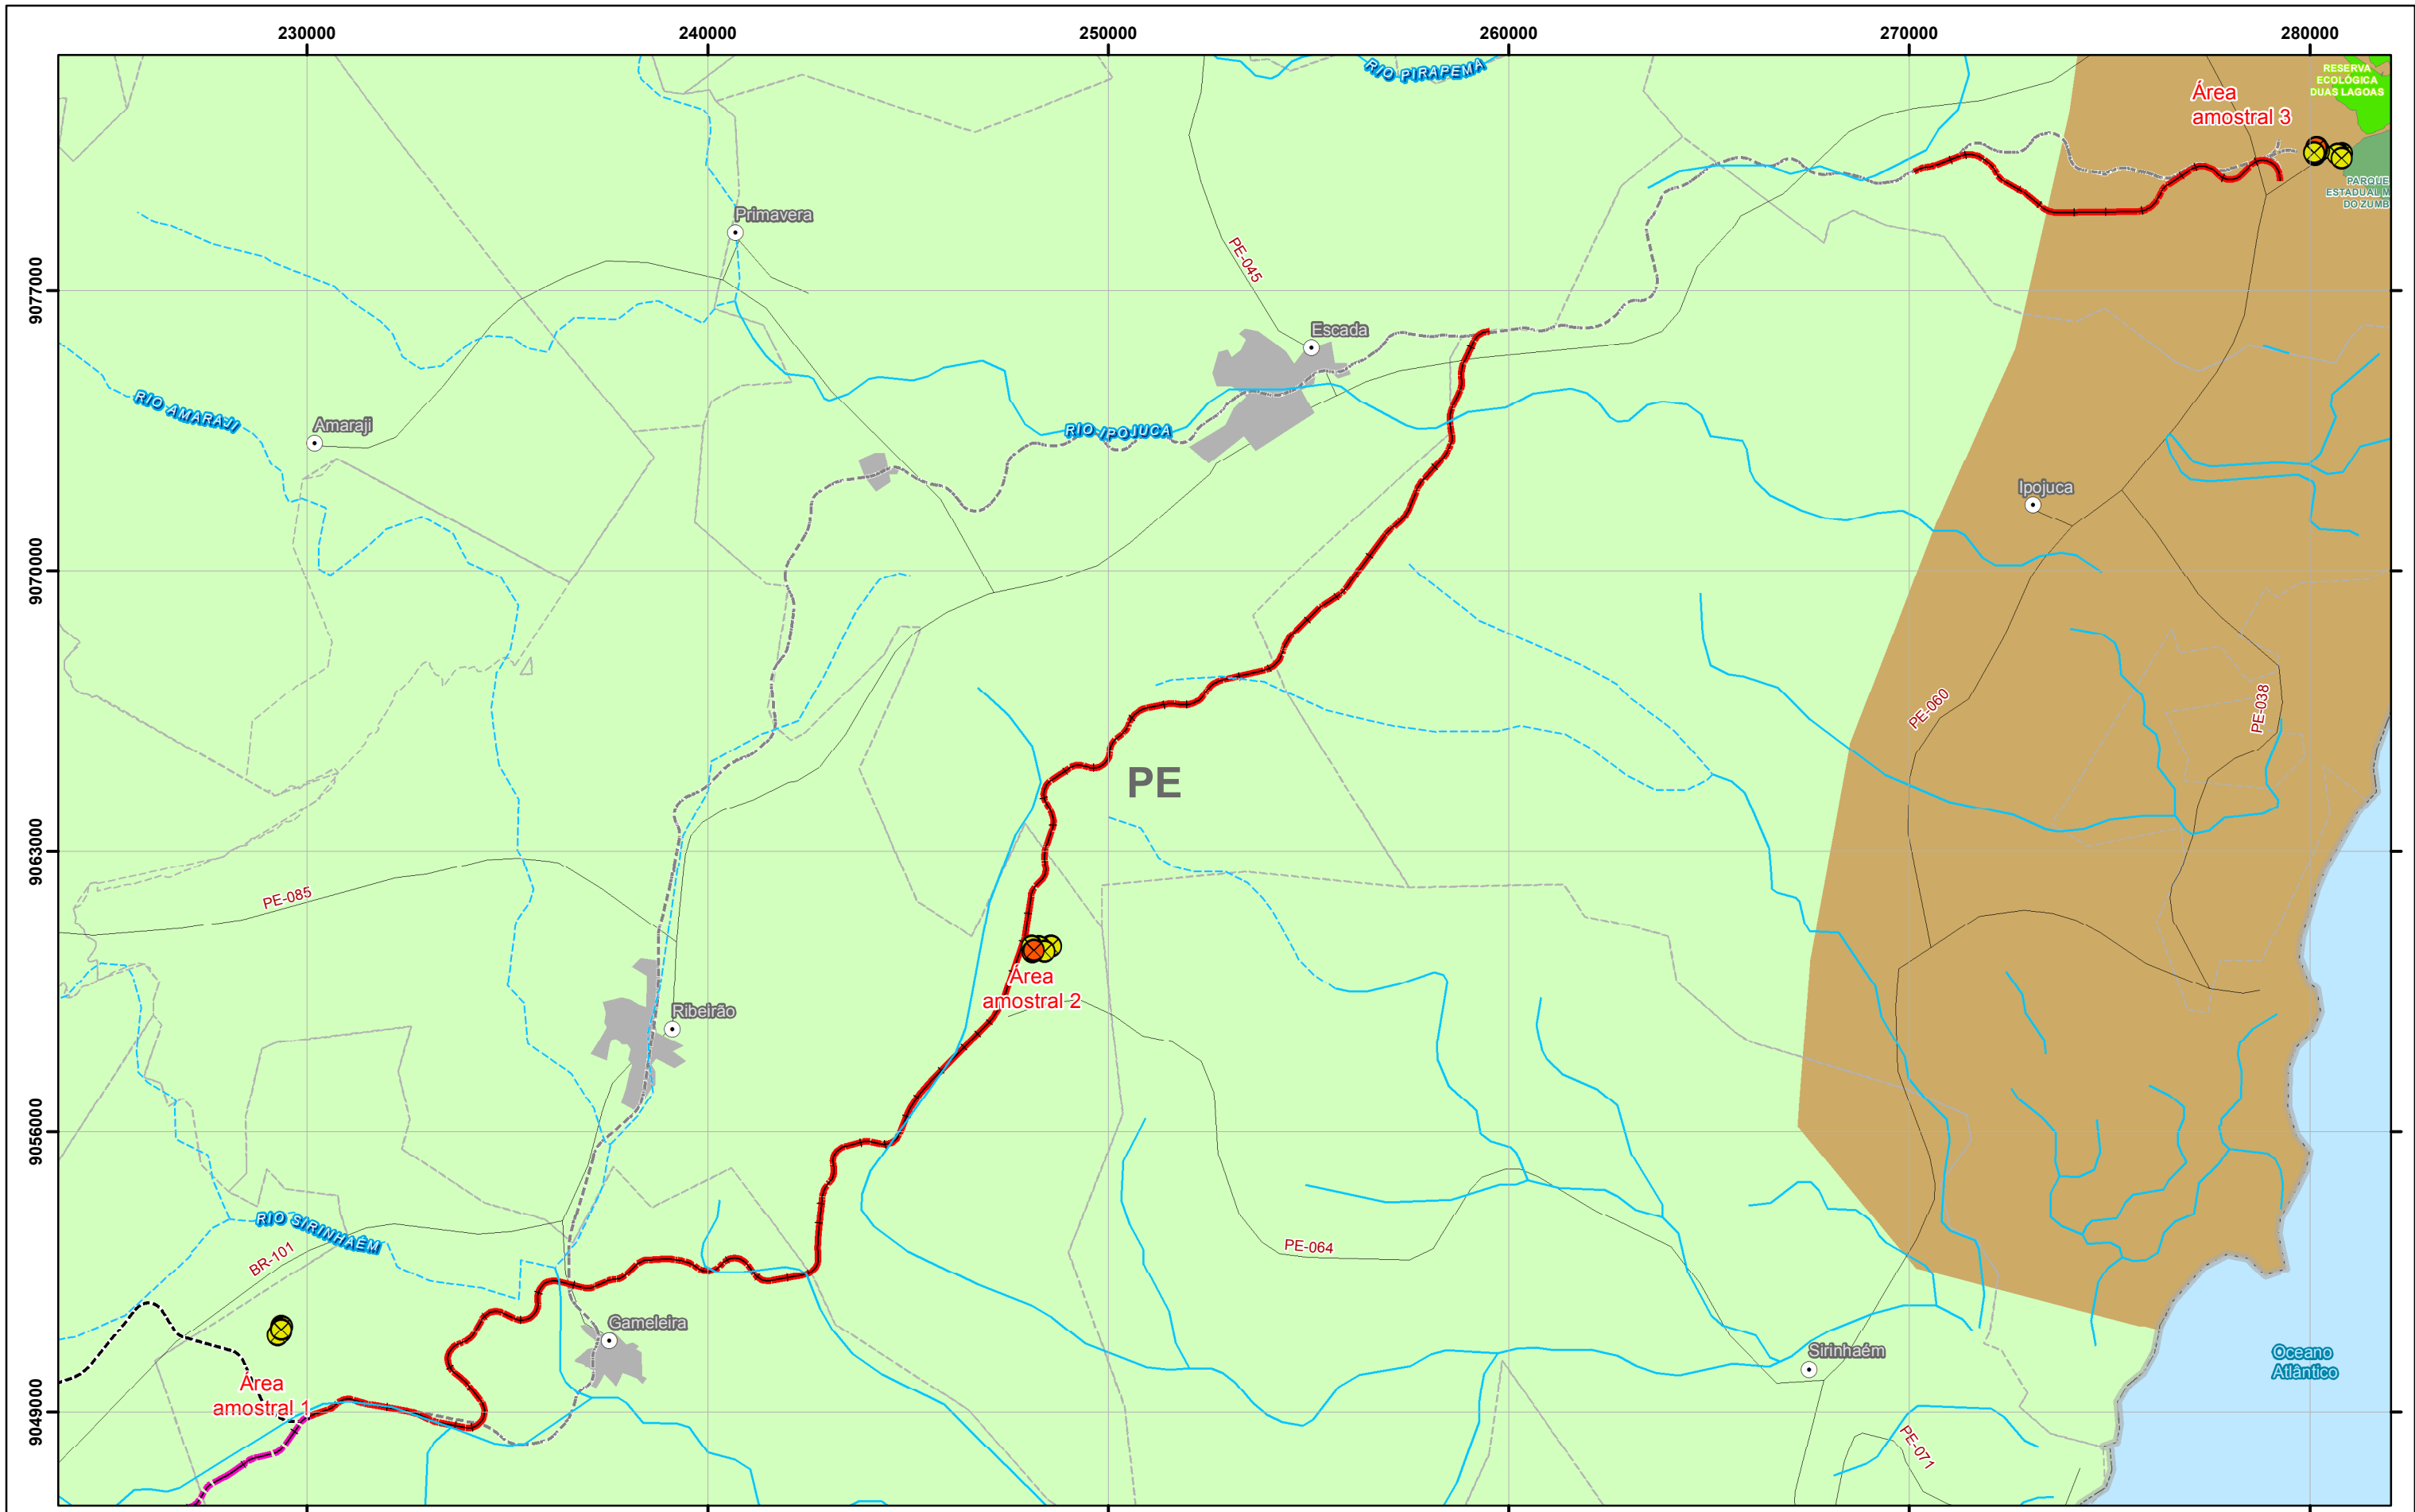 230000
240000
250000
260000
270000
280000
RIO PIRAPEMA
RESERVA
ECOLÓGICA
DUAS LAGOAS
Área
amostral 3
PARQUE
ESTADUAL M
DO ZUMB
Primavera
PE-045
9077000
Escada
RIO AMARAJI
Amaraji
RIO IPOJUCA
Ipojuca
9070000
PE-060
PE-038
PE
9063000
PE-085
Área
amostral 2
Ribeirão
9056000
RIO SIRINHAÉM
BR-101
PE-064
Gameleira
Sirinhaém
Oceano
Atlântico
Área
amostral 1
9049000
PE-071